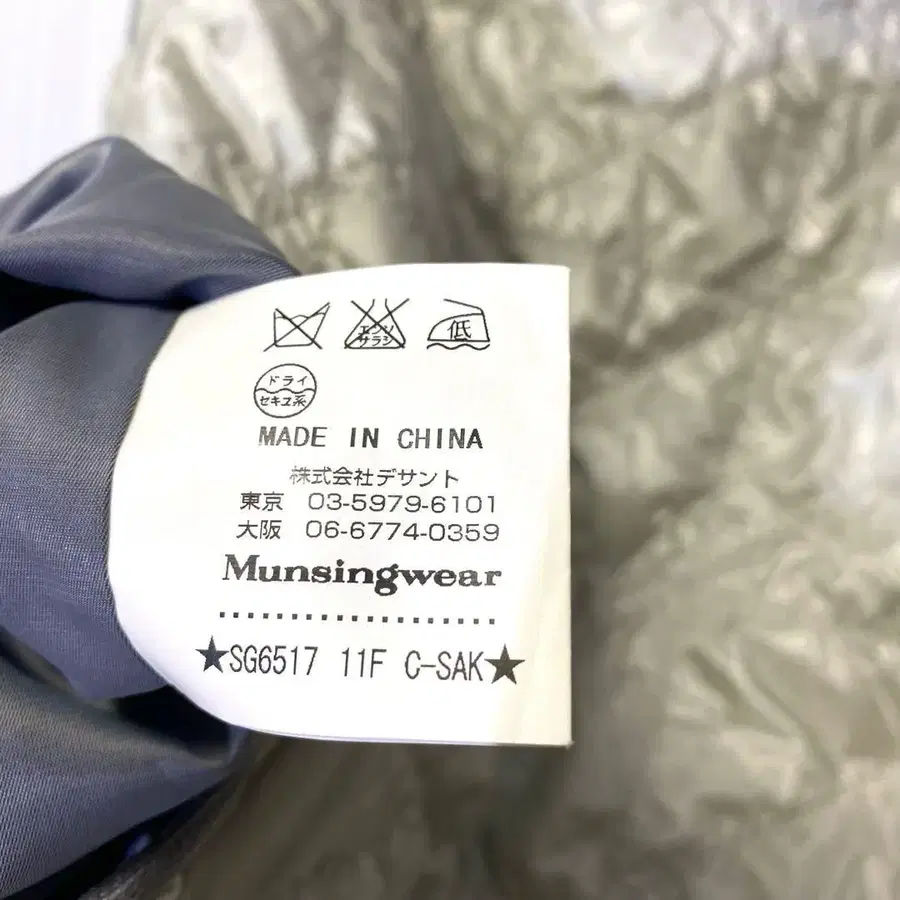 エンソ
サラシ
低
ドライ
セキユ系
MADE IN CHINA
株式会社デサント
東京 03-5979-6101
大阪 06-6774-0359
Munsingwear
★SG6517 11F C-SAK★